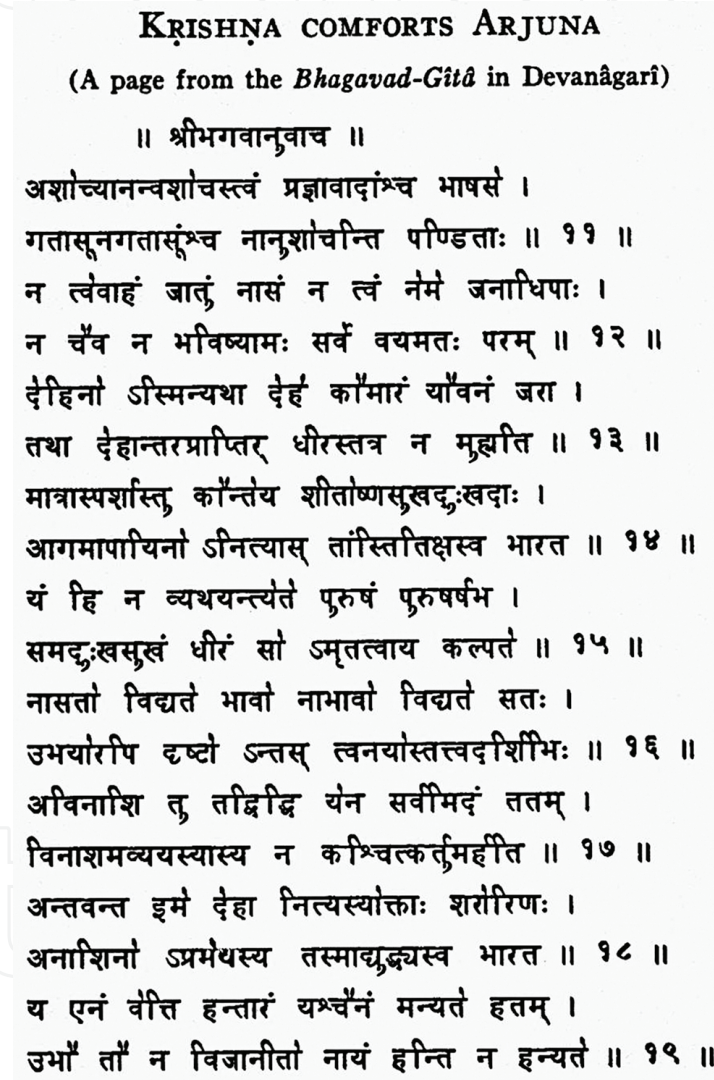 KṚISHṆA COMFORTS ARJUNA
(A page from the Bhagavad-Gîtâ in Devanâgarî)
॥ श्रीभगवानुवाच ॥
अशोच्यानन्वशोचस्त्वं प्रज्ञावादांश्च भाषसे ।
गतासूनगतासूंश्च नानुशोचन्ति पण्डिताः ॥ ११ ॥
न त्वेवाहं जातुं नासं न त्वं नेमे जनाधिपाः ।
न चैव न भविष्यामः सर्वे वयमतः परम् ॥ १२ ॥
देहिनो ऽस्मिन्यथा देहे कौमारं यौवनं जरा ।
तथा देहान्तरप्राप्तिर् धीरस्तत्र न मुह्यति ॥ १३ ॥
मात्रास्पर्शास्तु कौन्तेय शीतोष्णसुखदुःखदाः ।
आगमापायिनो ऽनित्यास् तांस्तितिक्षस्व भारत ॥ १४ ॥
यं हि न व्यथयन्त्येते पुरुषं पुरुषर्षभ ।
समदुःखसुखं धीरं सो ऽमृतत्वाय कल्पते ॥ १५ ॥
नासतो विद्यते भावो नाभावो विद्यते सतः ।
उभयोरपि दृष्टो ऽन्तस् त्वनयोस्तत्त्वदर्शिभिः ॥ १६ ॥
अविनाशि तु तद्विद्धि येन सर्वमिदं ततम् ।
विनाशमव्ययस्यास्य न कश्चित्कर्तुमर्हति ॥ १७ ॥
अन्तवन्त इमे देहा नित्यस्योक्ताः शरीरिणः ।
अनाशिनो ऽप्रमेयस्य तस्माद्युद्ध्यस्व भारत ॥ १८ ॥
य एनं वेत्ति हन्तारं यश्चैनं मन्यते हतम् ।
उभौ तौ न विजानीतो नायं हन्ति न हन्यते ॥ १९ ॥